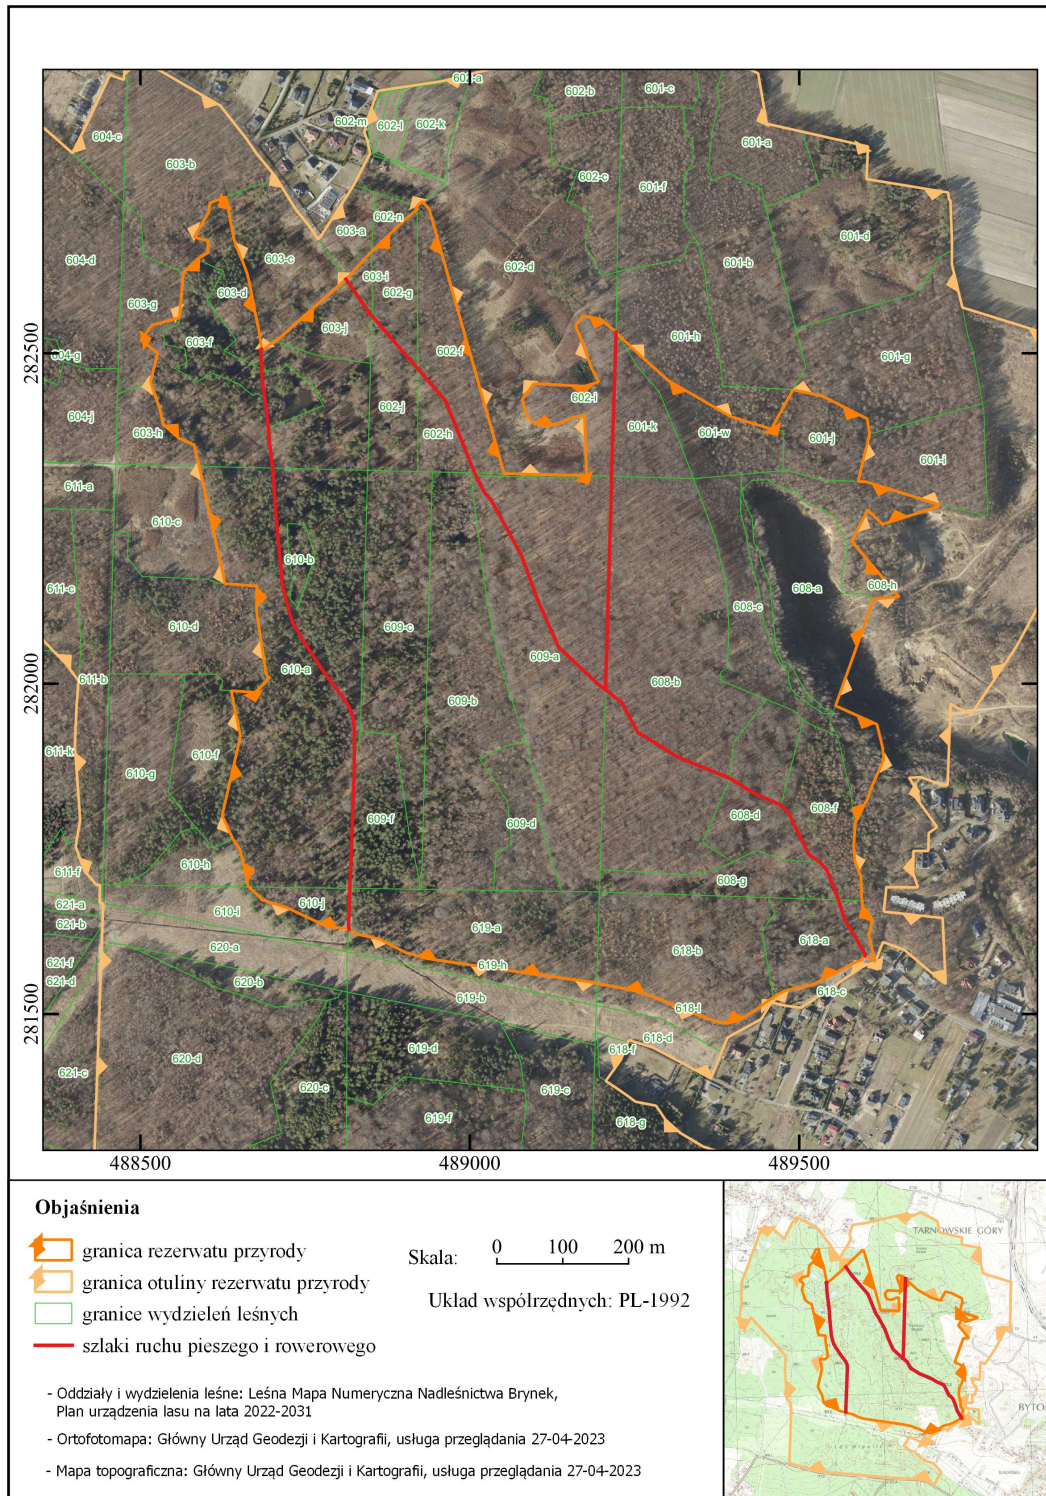 602-a
602-b
601-c
604-c
602-m
602-l
602-k
601-a
603-b
602-c
601-f
603-a
602-n
601-d
604-d
603-c
602-d
601-b
603-i
603-d
602-g
603-g
603-j
603-f
601-h
604-g
602-f
601-g
282500
602-i
604-j
602-j
603-h
602-h
601-k
601-w
601-j
601-i
611-a
610-c
610-b
611-c
608-a
608-h
608-c
610-d
609-c
610-a
609-a
611-b
608-b
282000
609-b
611-k
610-f
610-g
609-f
609-d
608-d
608-f
610-h
611-f
608-g
621-a
610-i
610-j
621-b
619-a
618-b
618-a
620-a
621-f
619-h
621-d
620-b
619-b
618-i
618-c
281500
618-d
618-f
619-d
620-d
621-c
620-c
619-c
619-f
618-g
488500
489000
489500
Objaśnienia
granica rezerwatu przyrody
granica otuliny rezerwatu przyrody
granice wydzieleń leśnych
szlaki ruchu pieszego i rowerowego
Skala:
0 100 200 m
Układ współrzędnych: PL-1992
- Oddziały i wydzielenia leśne: Leśna Mapa Numeryczna Nadleśnictwa Brynek,
Plan urządzenia lasu na lata 2022-2031
- Ortofotomapa: Główny Urząd Geodezji i Kartografii, usługa przeglądania 27-04-2023
- Mapa topograficzna: Główny Urząd Geodezji i Kartografii, usługa przeglądania 27-04-2023
TARNOWSKIE GÓRY
BYTO